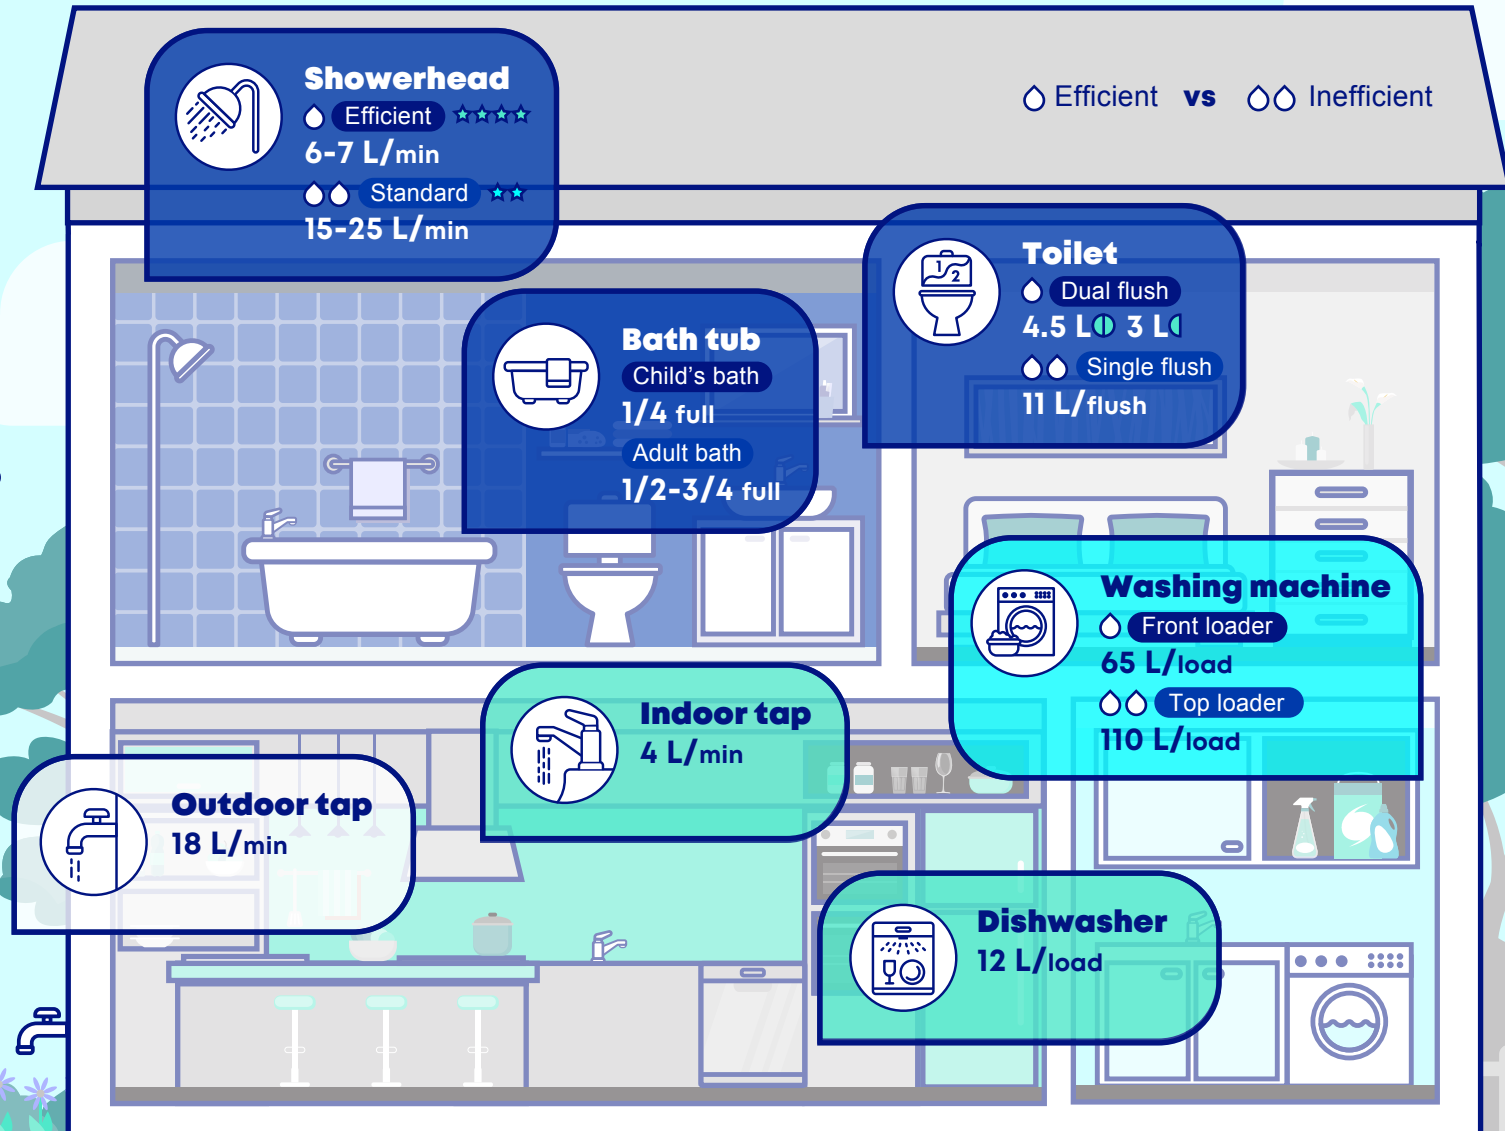 Showerhead
Efficient
6-7 L/min
Standard
15-25 L/min
Efficient vs Inefficient
Toilet
1
2
Dual flush
4.5 L 3 L
Single flush
11 L/flush
Bath tub
Child's bath
1/4 full
Adult bath
1/2-3/4 full
Washing machine
Front loader
65 L/load
Top loader
110 L/load
Indoor tap
4 L/min
Outdoor tap
18 L/min
Dishwasher
12 L/load